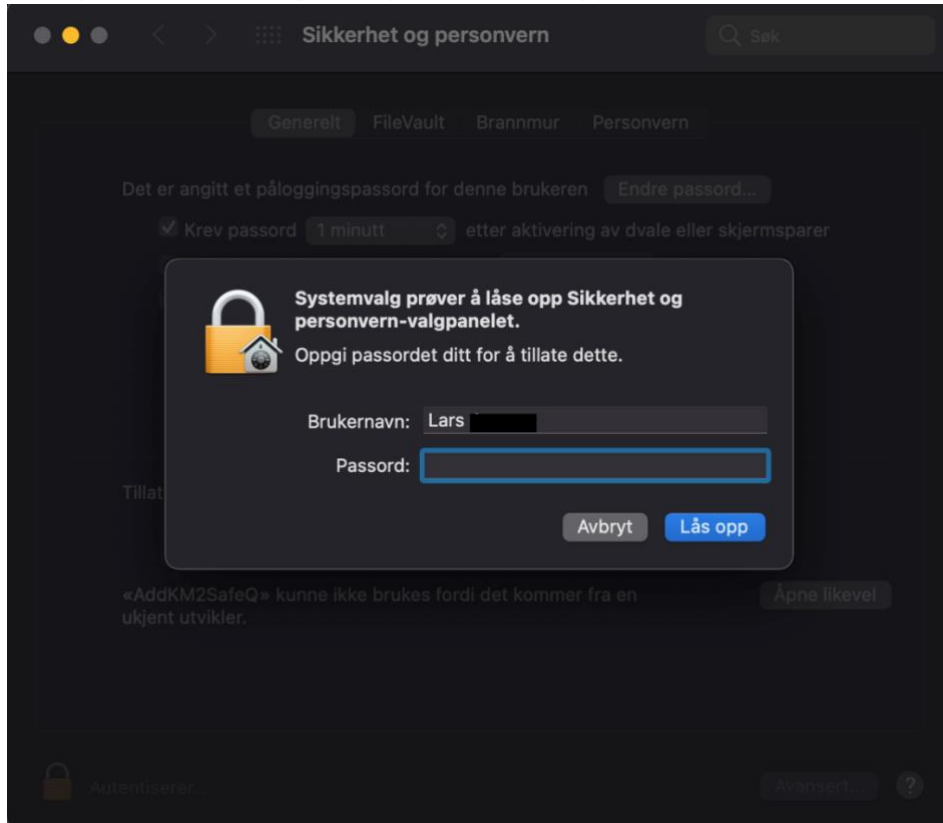 Sikkerhet og personvern
Søk
Generelt FileVault Brannmur Personvern
Det er angitt et påloggingspassord for denne brukeren Endre passord...
Krev passord 1 minutt etter aktivering av dvale eller skjermsparer
Systemvalg prøver å låse opp Sikkerhet og
personvern-valgpanelet.
Oppgi passordet ditt for å tillate dette.
Brukernavn: Lars
Passord:
Tillat
Avbryt Lås opp
«AddKM2SafeQ» kunne ikke brukes fordi det kommer fra en
ukjent utvikler.
Åpne likevel
Autentiserer...
Avansert... ?